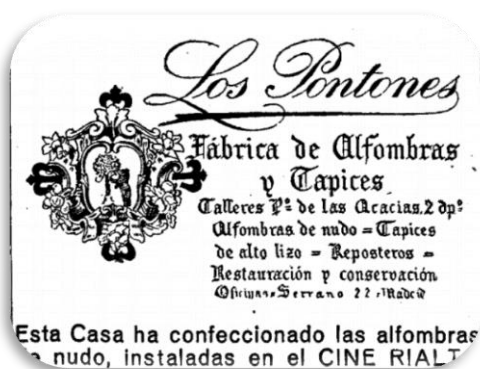 Los Pontones
Fábrica de Alfombras
y Tapices
Talleres Pº de las Acacias, 2 dpº
Alfombras de nudo = Tapices
de alto lizo = Reposteros =
Restauración y conservación
Oficinas = Serrano 22 = Madrid
Esta Casa ha confeccionado las alfombras
nudo, instaladas en el CINE RIALT